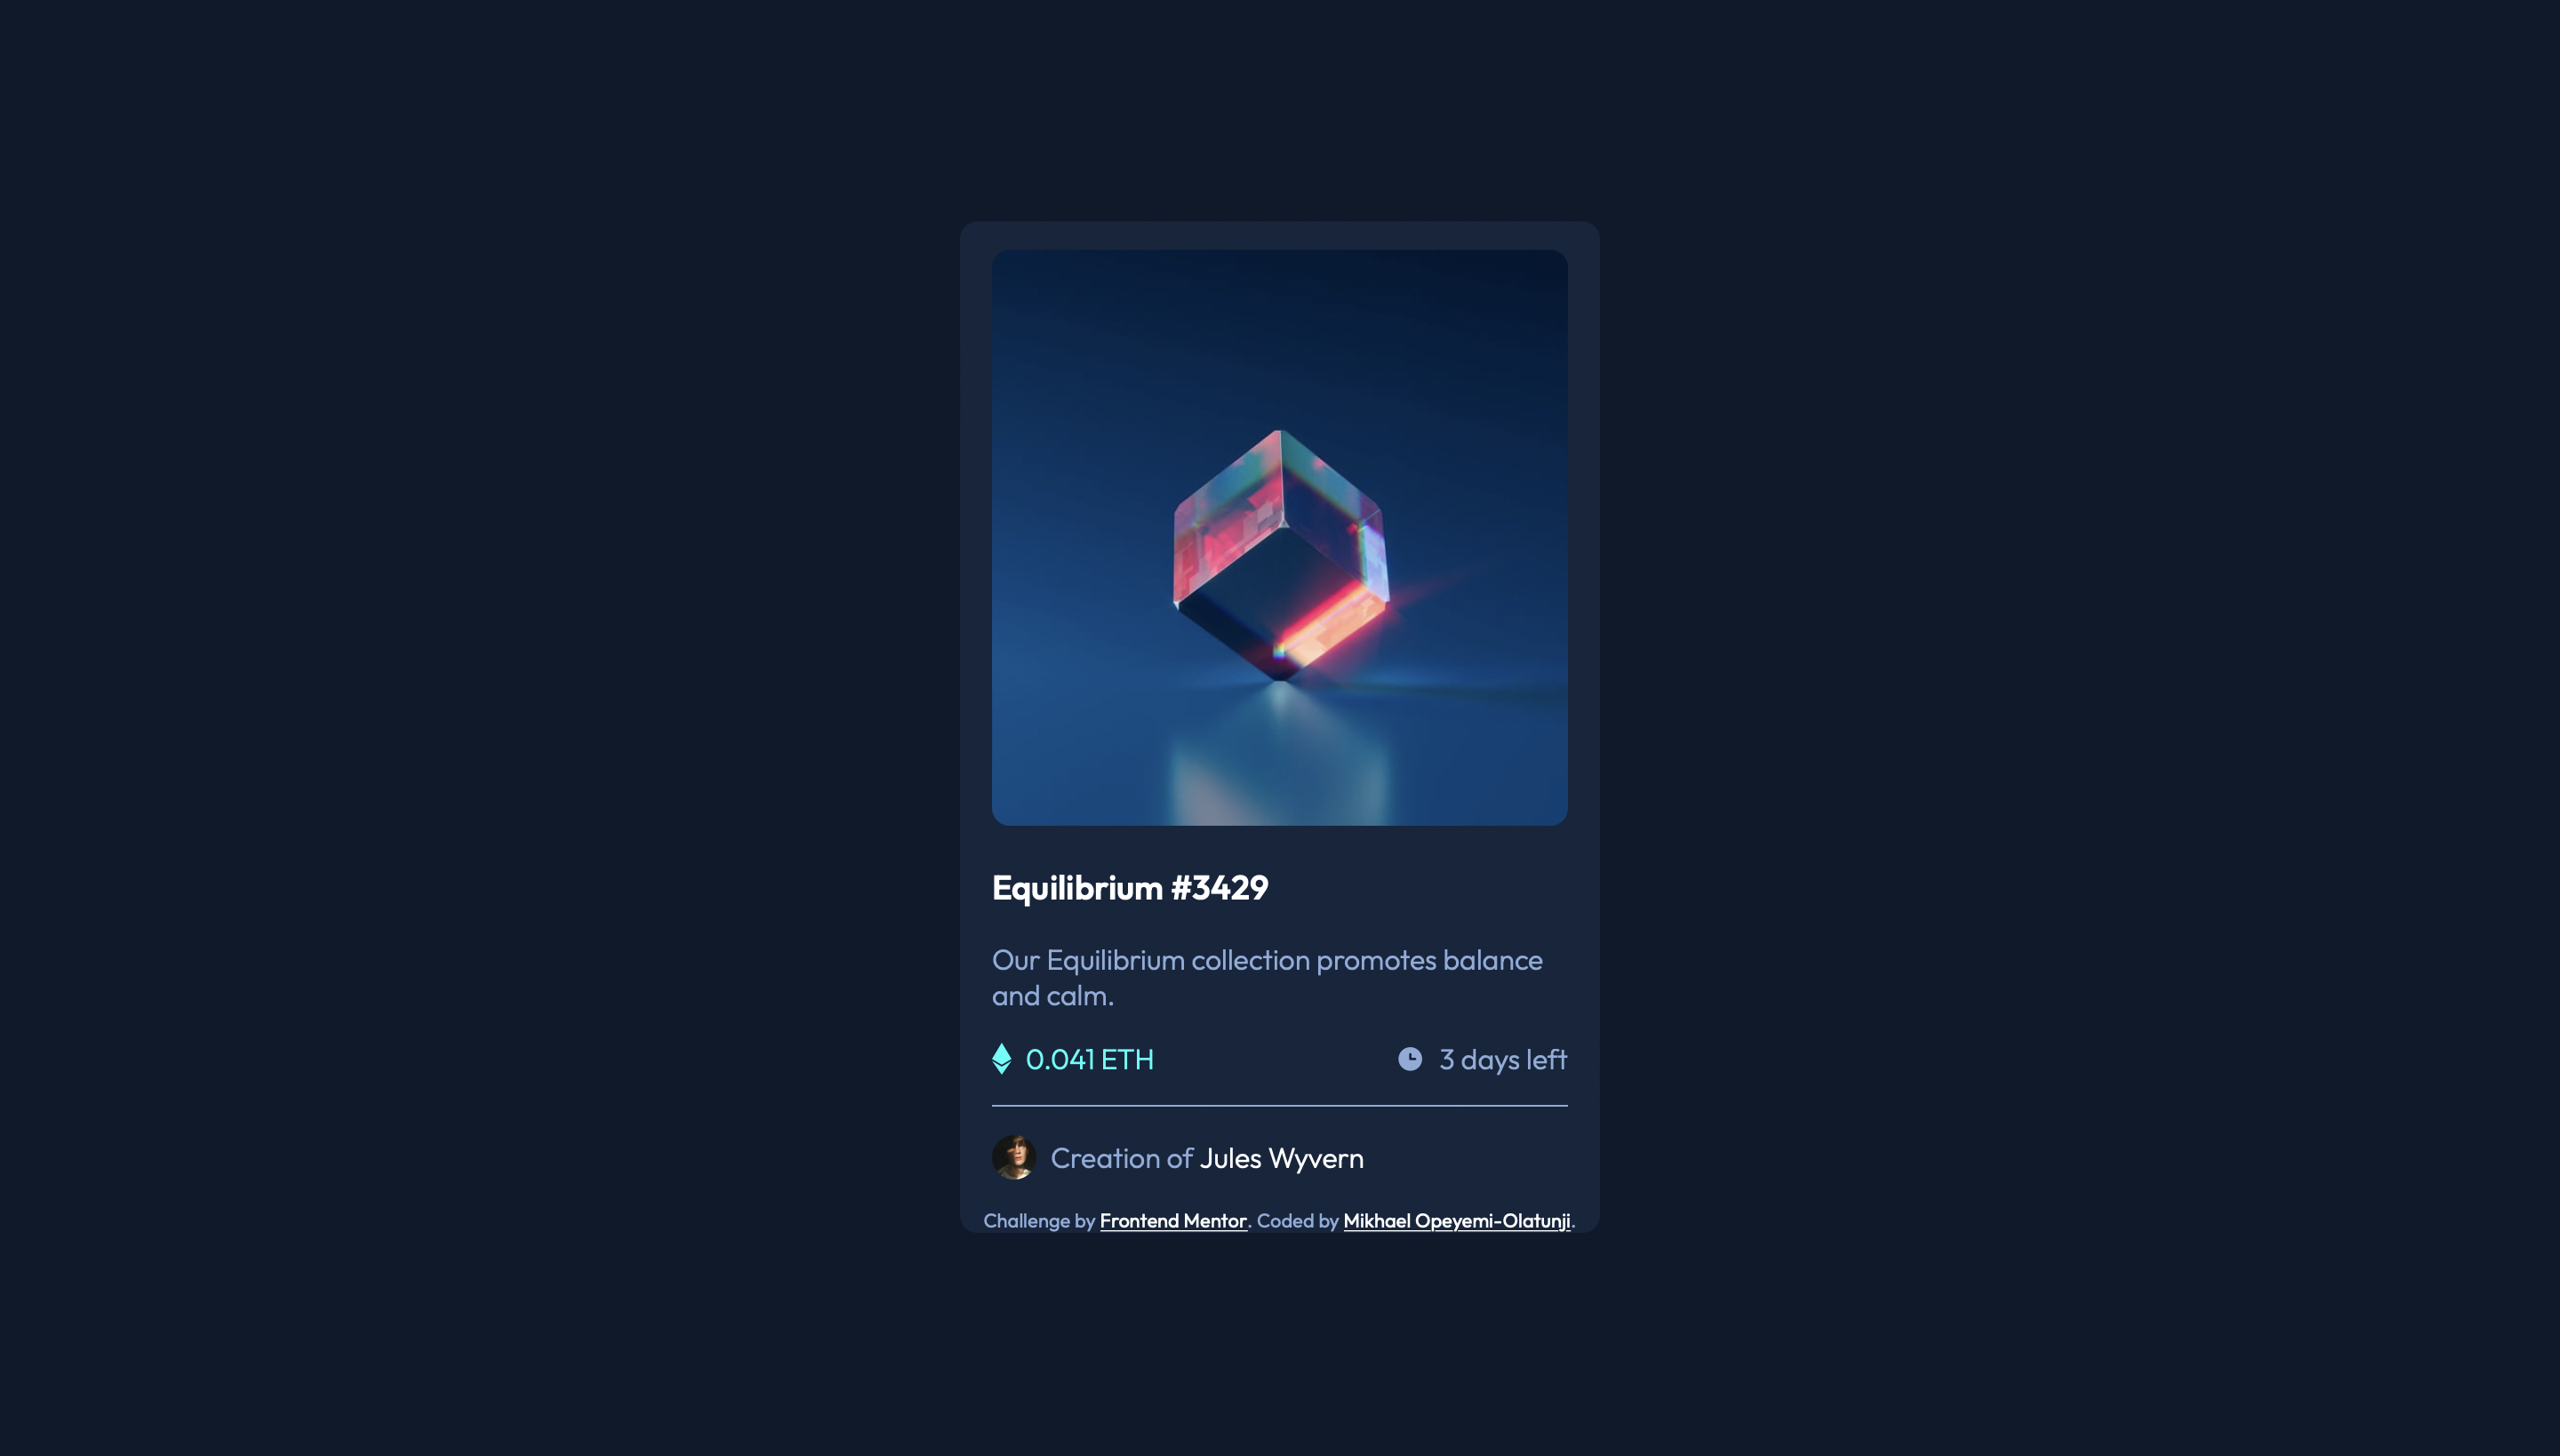 Equilibrium #3429
Our Equilibrium collection promotes balance
and calm.
0.041 ETH
3 days left
Creation of Jules Wyvern
Challenge by Frontend Mentor. Coded by Mikhael Opeyemi-Olatunji.